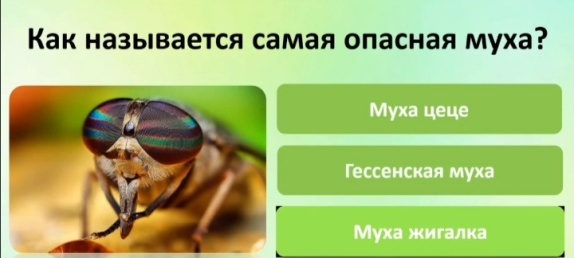 Как называется самая опасная муха?
Муха цеце
Гессенская муха
Муха жигалка